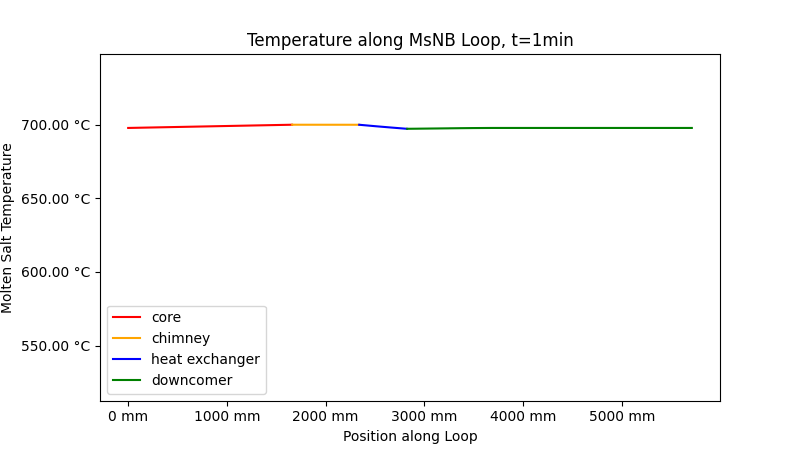 Temperature along MsNB Loop, t=1min
Molten Salt Temperature
700.00 °C
650.00 °C
600.00 °C
550.00 °C
core
chimney
heat exchanger
downcomer
0 mm 1000 mm 2000 mm 3000 mm 4000 mm 5000 mm
Position along Loop